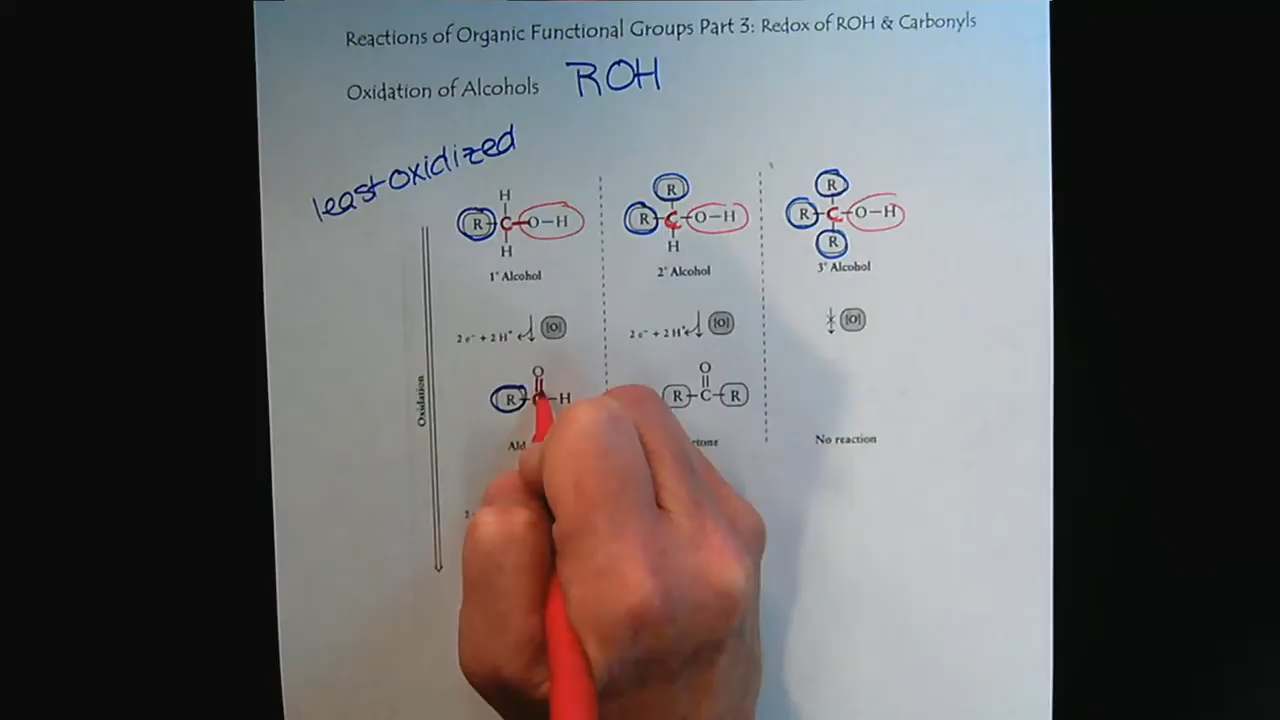 Reactions of Organic Functional Groups Part 3: Redox of ROH & Carbonyls
Oxidation of Alcohols ROH
least oxidized
H
R-C-O-H
H
1° Alcohol
R
R-C-O-H
H
2° Alcohol
R
R-C-O-H
R
3° Alcohol
2 e⁻ + 2 H⁺ [O]
2 e⁻ + 2 H⁺ [O]
[O]
Oxidation
O
R -H
O
R-C-R
No reaction